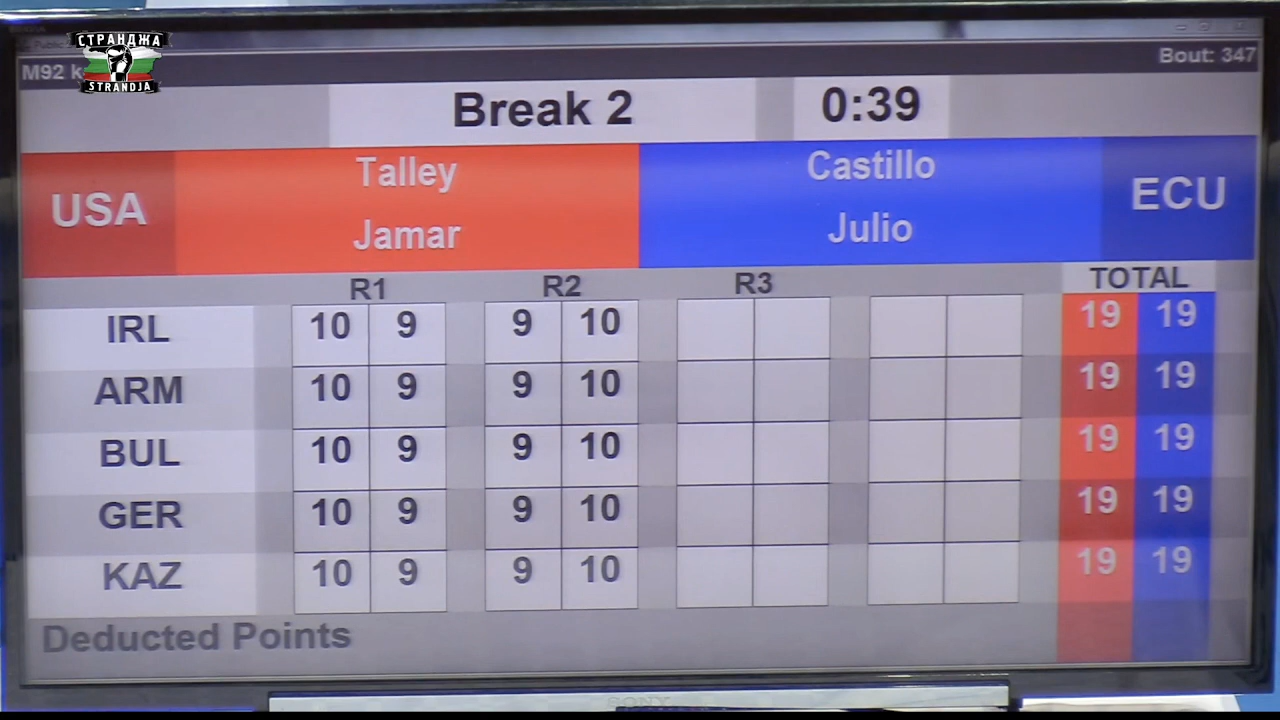 СТРАНДЖА
STRANDJA
M92 k
Bout: 347
Break 2 0:39
USA Talley Jamar
Castillo Julio ECU
R1 R2 R3 TOTAL
IRL 10 9 9 10 19 19
ARM 10 9 9 10 19 19
BUL 10 9 9 10 19 19
GER 10 9 9 10 19 19
KAZ 10 9 9 10 19 19
Deducted Points
SONY